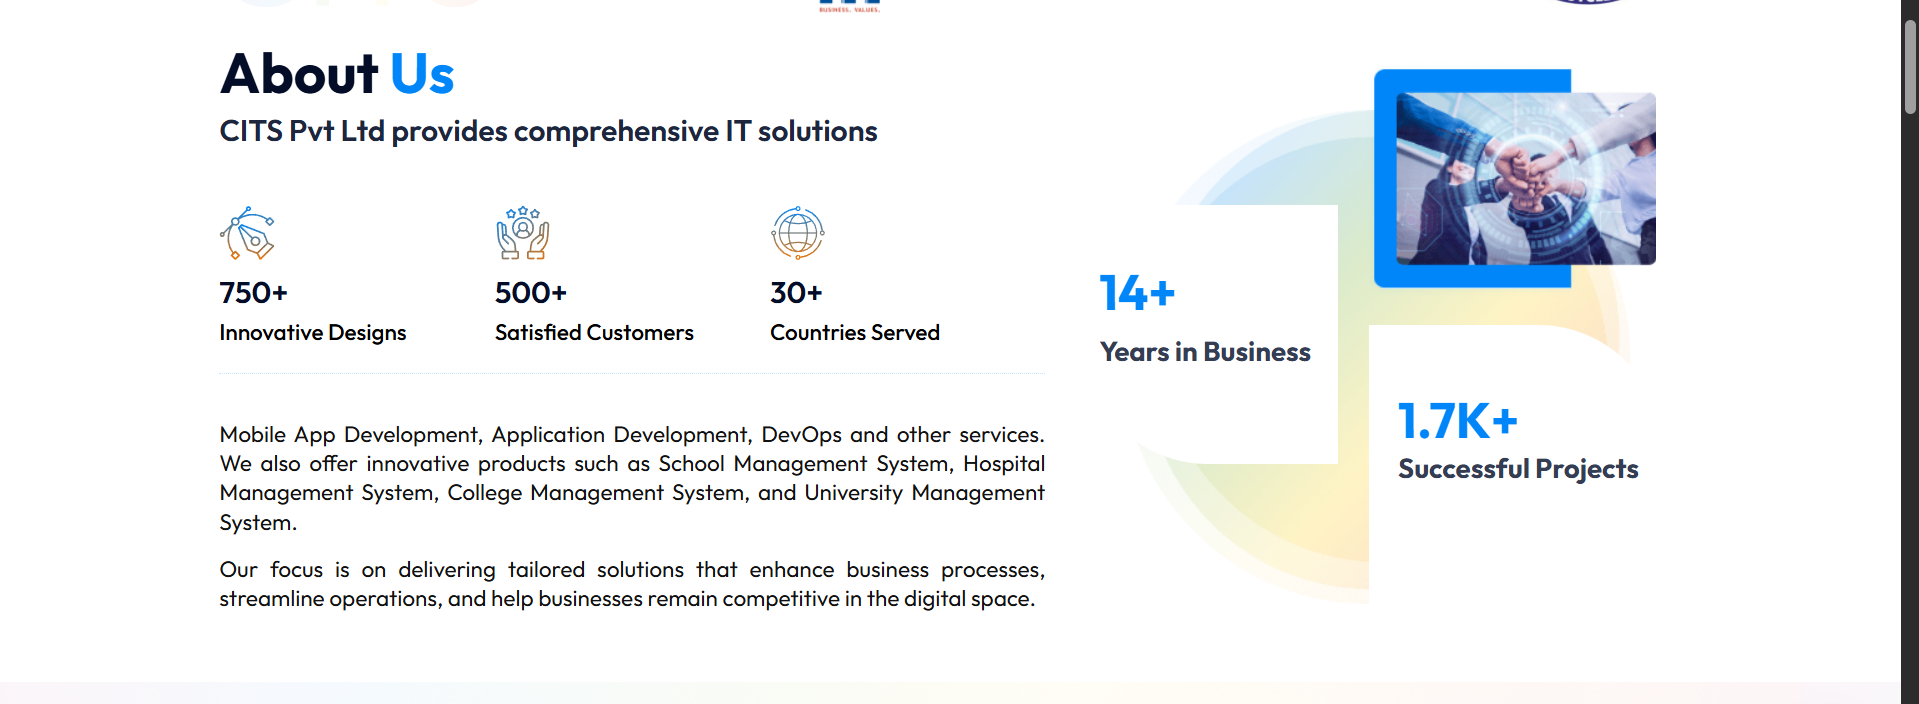 BUSINESS. VALUES.
About Us
CITS Pvt Ltd provides comprehensive IT solutions
750+
Innovative Designs
500+
Satisfied Customers
30+
Countries Served
14+
Years in Business
1.7K+
Successful Projects
Mobile App Development, Application Development, DevOps and other services.
We also offer innovative products such as School Management System, Hospital
Management System, College Management System, and University Management
System.
Our focus is on delivering tailored solutions that enhance business processes,
streamline operations, and help businesses remain competitive in the digital space.